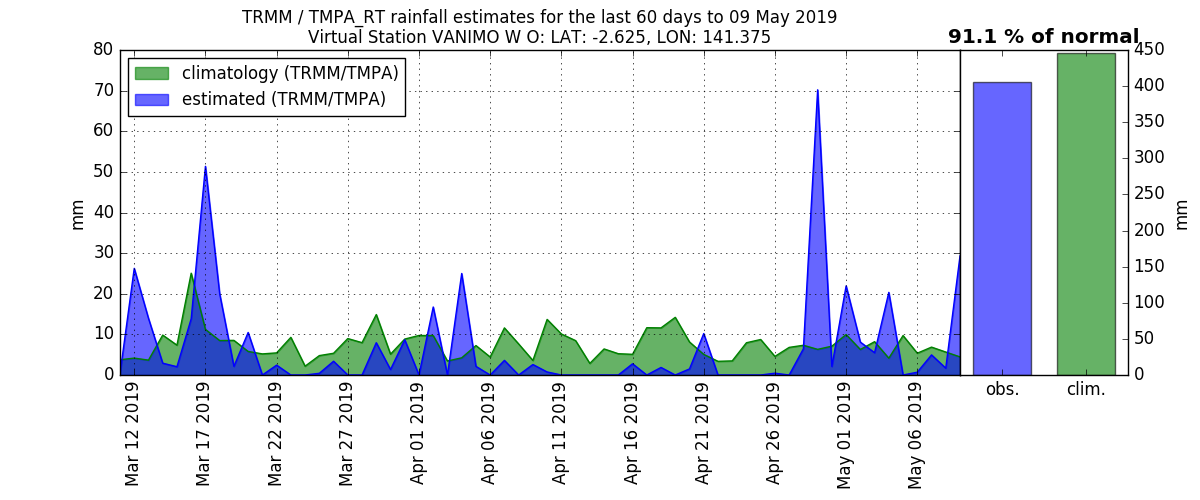 TRMM / TMPA_RT rainfall estimates for the last 60 days to 09 May 2019
Virtual Station VANIMO W O: LAT: -2.625, LON: 141.375
91.1 % of normal
climatology (TRMM/TMPA)
estimated (TRMM/TMPA)
80
70
60
50
40
30
20
10
0
mm
450
400
350
300
250
200
150
100
50
0
mm
Mar 12 2019
Mar 17 2019
Mar 22 2019
Mar 27 2019
Apr 01 2019
Apr 06 2019
Apr 11 2019
Apr 16 2019
Apr 21 2019
Apr 26 2019
May 01 2019
May 06 2019
obs.
clim.